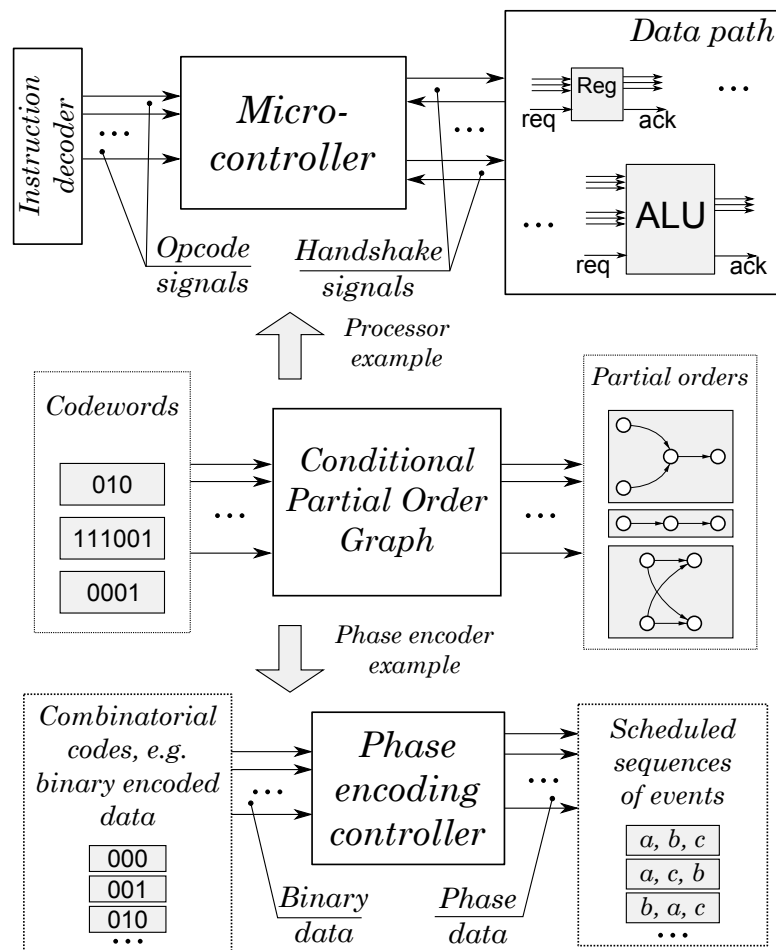 Data path
Instruction
decoder
Micro-
controller
Reg
req
ack
ALU
req
ack
Opcode
signals
Handshake
signals
Processor
example
Codewords
010
111001
0001
Conditional
Partial Order
Graph
Partial orders
Phase encoder
example
Combinatorial
codes, e.g.
binary encoded
data
000
001
010
Phase
encoding
controller
Binary
data
Phase
data
Scheduled
sequences
of events
a, b, c
a, c, b
b, a, c